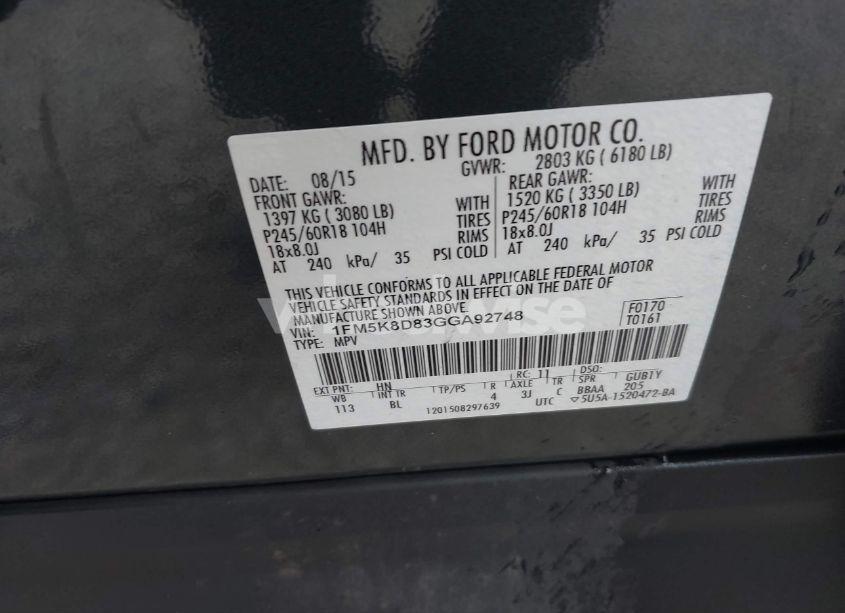 MFD. BY FORD MOTOR CO.
DATE: 08/15 GVWR: 2803 KG ( 6180 LB)
FRONT GAWR: REAR GAWR:
1397 KG ( 3080 LB) WITH 1520 KG ( 3350 LB) WITH
P245/60R18 104H TIRES P245/60R18 104H TIRES
18x8.0J RIMS 18x8.0J RIMS
AT 240 kPa/ 35 PSI COLD AT 240 kPa/ 35 PSI COLD
THIS VEHICLE CONFORMS TO ALL APPLICABLE FEDERAL MOTOR
VEHICLE SAFETY STANDARDS IN EFFECT ON THE DATE OF
MANUFACTURE SHOWN ABOVE.
VIN: 1FM5K8D83GGA92748 F0170
TYPE: MPV T0161
EXT PNT: HN RC: 11 DSO:
WB INT TR TP/PS R AXLE TR SPR GUB1Y
113 BL 4 3J C BBAA 205
1201508297639 UTC ▽5U5A-1520472-BA